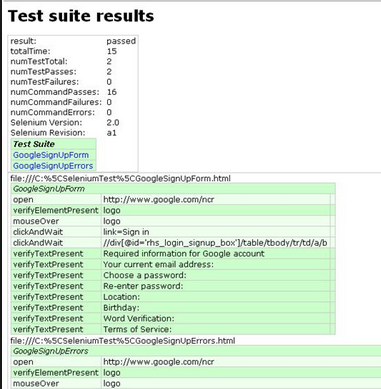 Test suite results
result: passed
totalTime: 15
numTestTotal: 2
numTestPasses: 2
numTestFailures: 0
numCommandPasses: 16
numCommandFailures: 0
numCommandErrors: 0
Selenium Version: 2.0
Selenium Revision: a1
Test Suite
GoogleSignUpForm
GoogleSignUpErrors
file:///C:%5CSeleniumTest%5CGoogleSignUpForm.html
GoogleSignUpForm
open http://www.google.com/ncr
verifyElementPresent logo
mouseOver logo
clickAndWait link=Sign in
clickAndWait //div[@id='rhs_login_signup_box']/table/tbody/tr/td/a/b
verifyTextPresent Required information for Google account
verifyTextPresent Your current email address:
verifyTextPresent Choose a password:
verifyTextPresent Re-enter password:
verifyTextPresent Location:
verifyTextPresent Birthday:
verifyTextPresent Word Verification:
verifyTextPresent Terms of Service:
file:///C:%5CSeleniumTest%5CGoogleSignUpErrors.html
GoogleSignUpErrors
open http://www.google.com/ncr
verifyElementPresent logo
mouseOver logo